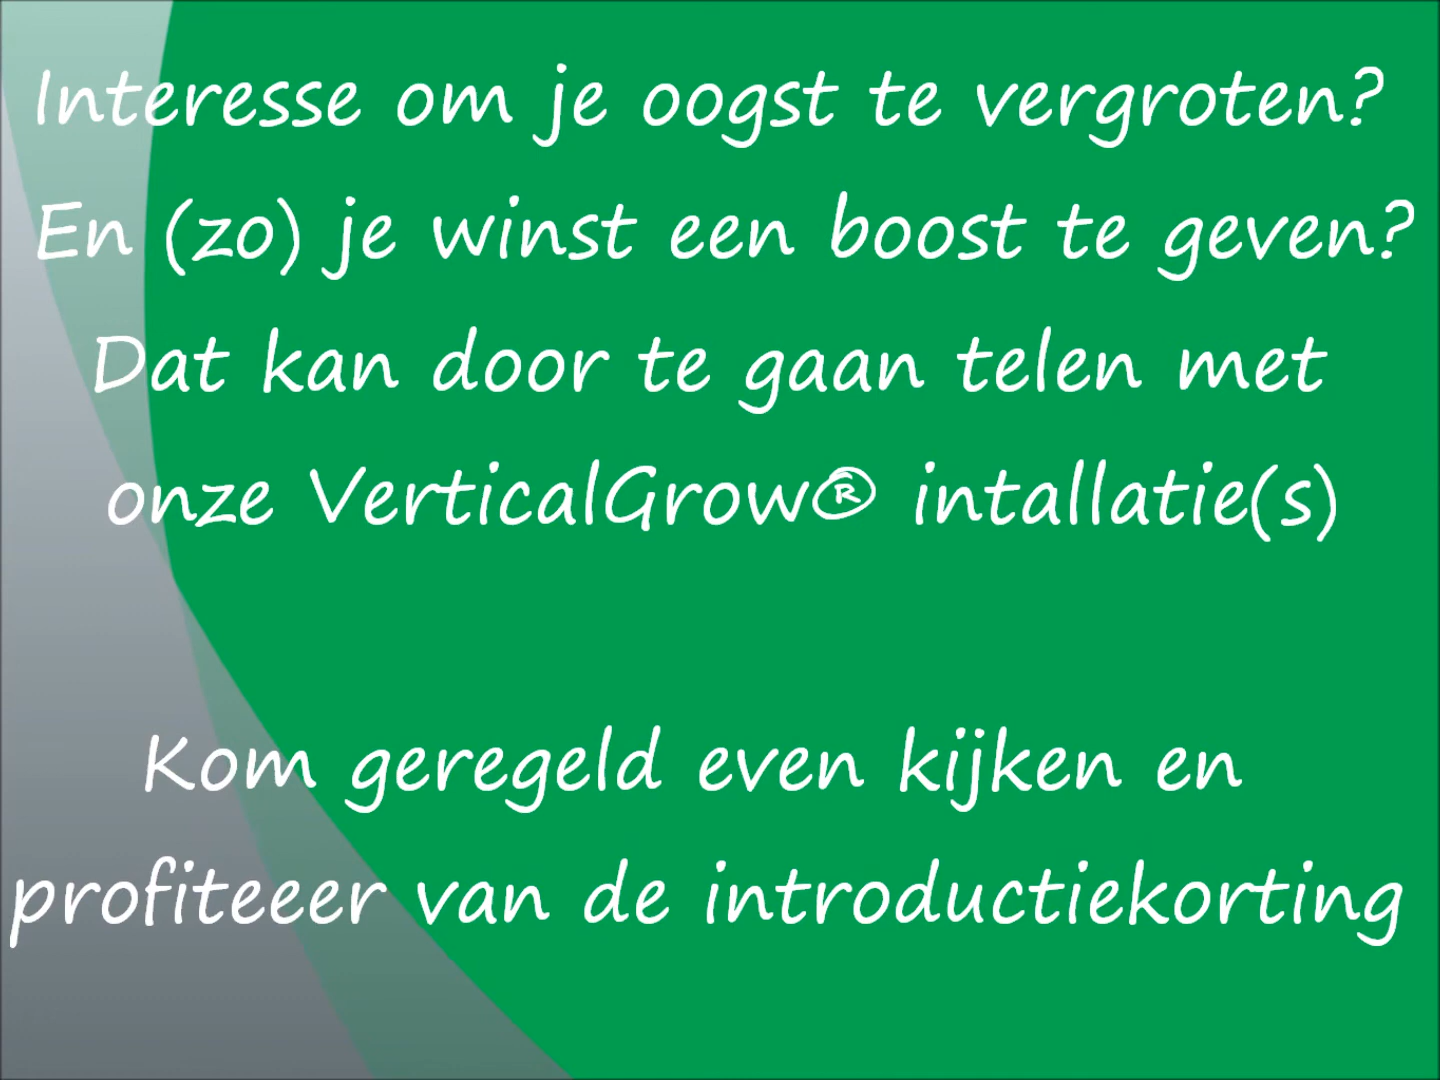 Interesse om je oogst te vergroten?
En (zo) je winst een boost te geven?
Dat kan door te gaan telen met
onze VerticalGrow® intallatie(s)
Kom geregeld even kijken en
profiteeer van de introductiekorting